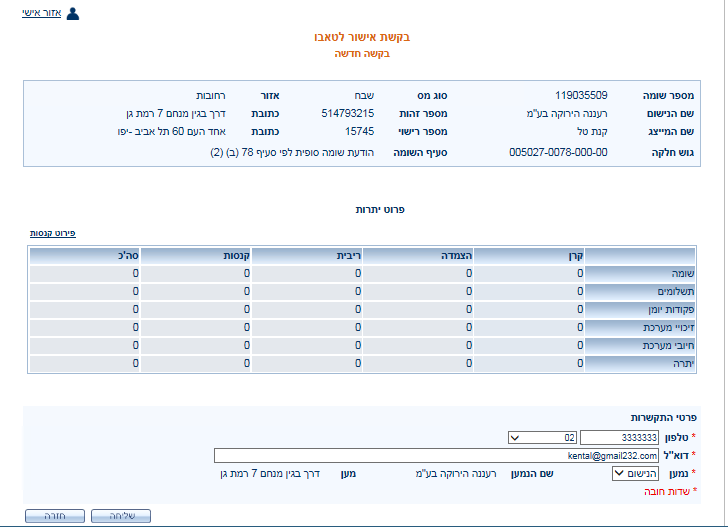 אזור אישי
בקשת אישור לטאבו
בקשה חדשה
מספר שומה 119035509 סוג מס שבח אזור רחובות
שם הנישום רעננה הירוקה בע"מ מספר זהות 514793215 כתובת דרך בגין מנחם 7 רמת גן
שם המייצג קנת טל מספר רישוי 15745 כתובת אחד העם 60 תל אביב -יפו
גוש חלקה 005027-0078-000-00 סעיף השומה הודעת שומה סופית לפי סעיף 78 (ב) (2)
פרוט יתרות
פירוט קנסות
קרן הצמדה ריבית קנסות סה'כ
שומה 0 0 0 0 0
תשלומים 0 0 0 0 0
פקודות יומן 0 0 0 0 0
זיכויי מערכת 0 0 0 0 0
חיובי מערכת 0 0 0 0 0
יתרה 0 0 0 0 0
פרטי התקשרות
* טלפון 3333333 02
* דוא"ל kental@gmail232.com
* נמען הנישום שם הנמען רעננה הירוקה בע"מ מען דרך בגין מנחם 7 רמת גן
* שדות חובה
שליחה חזרה